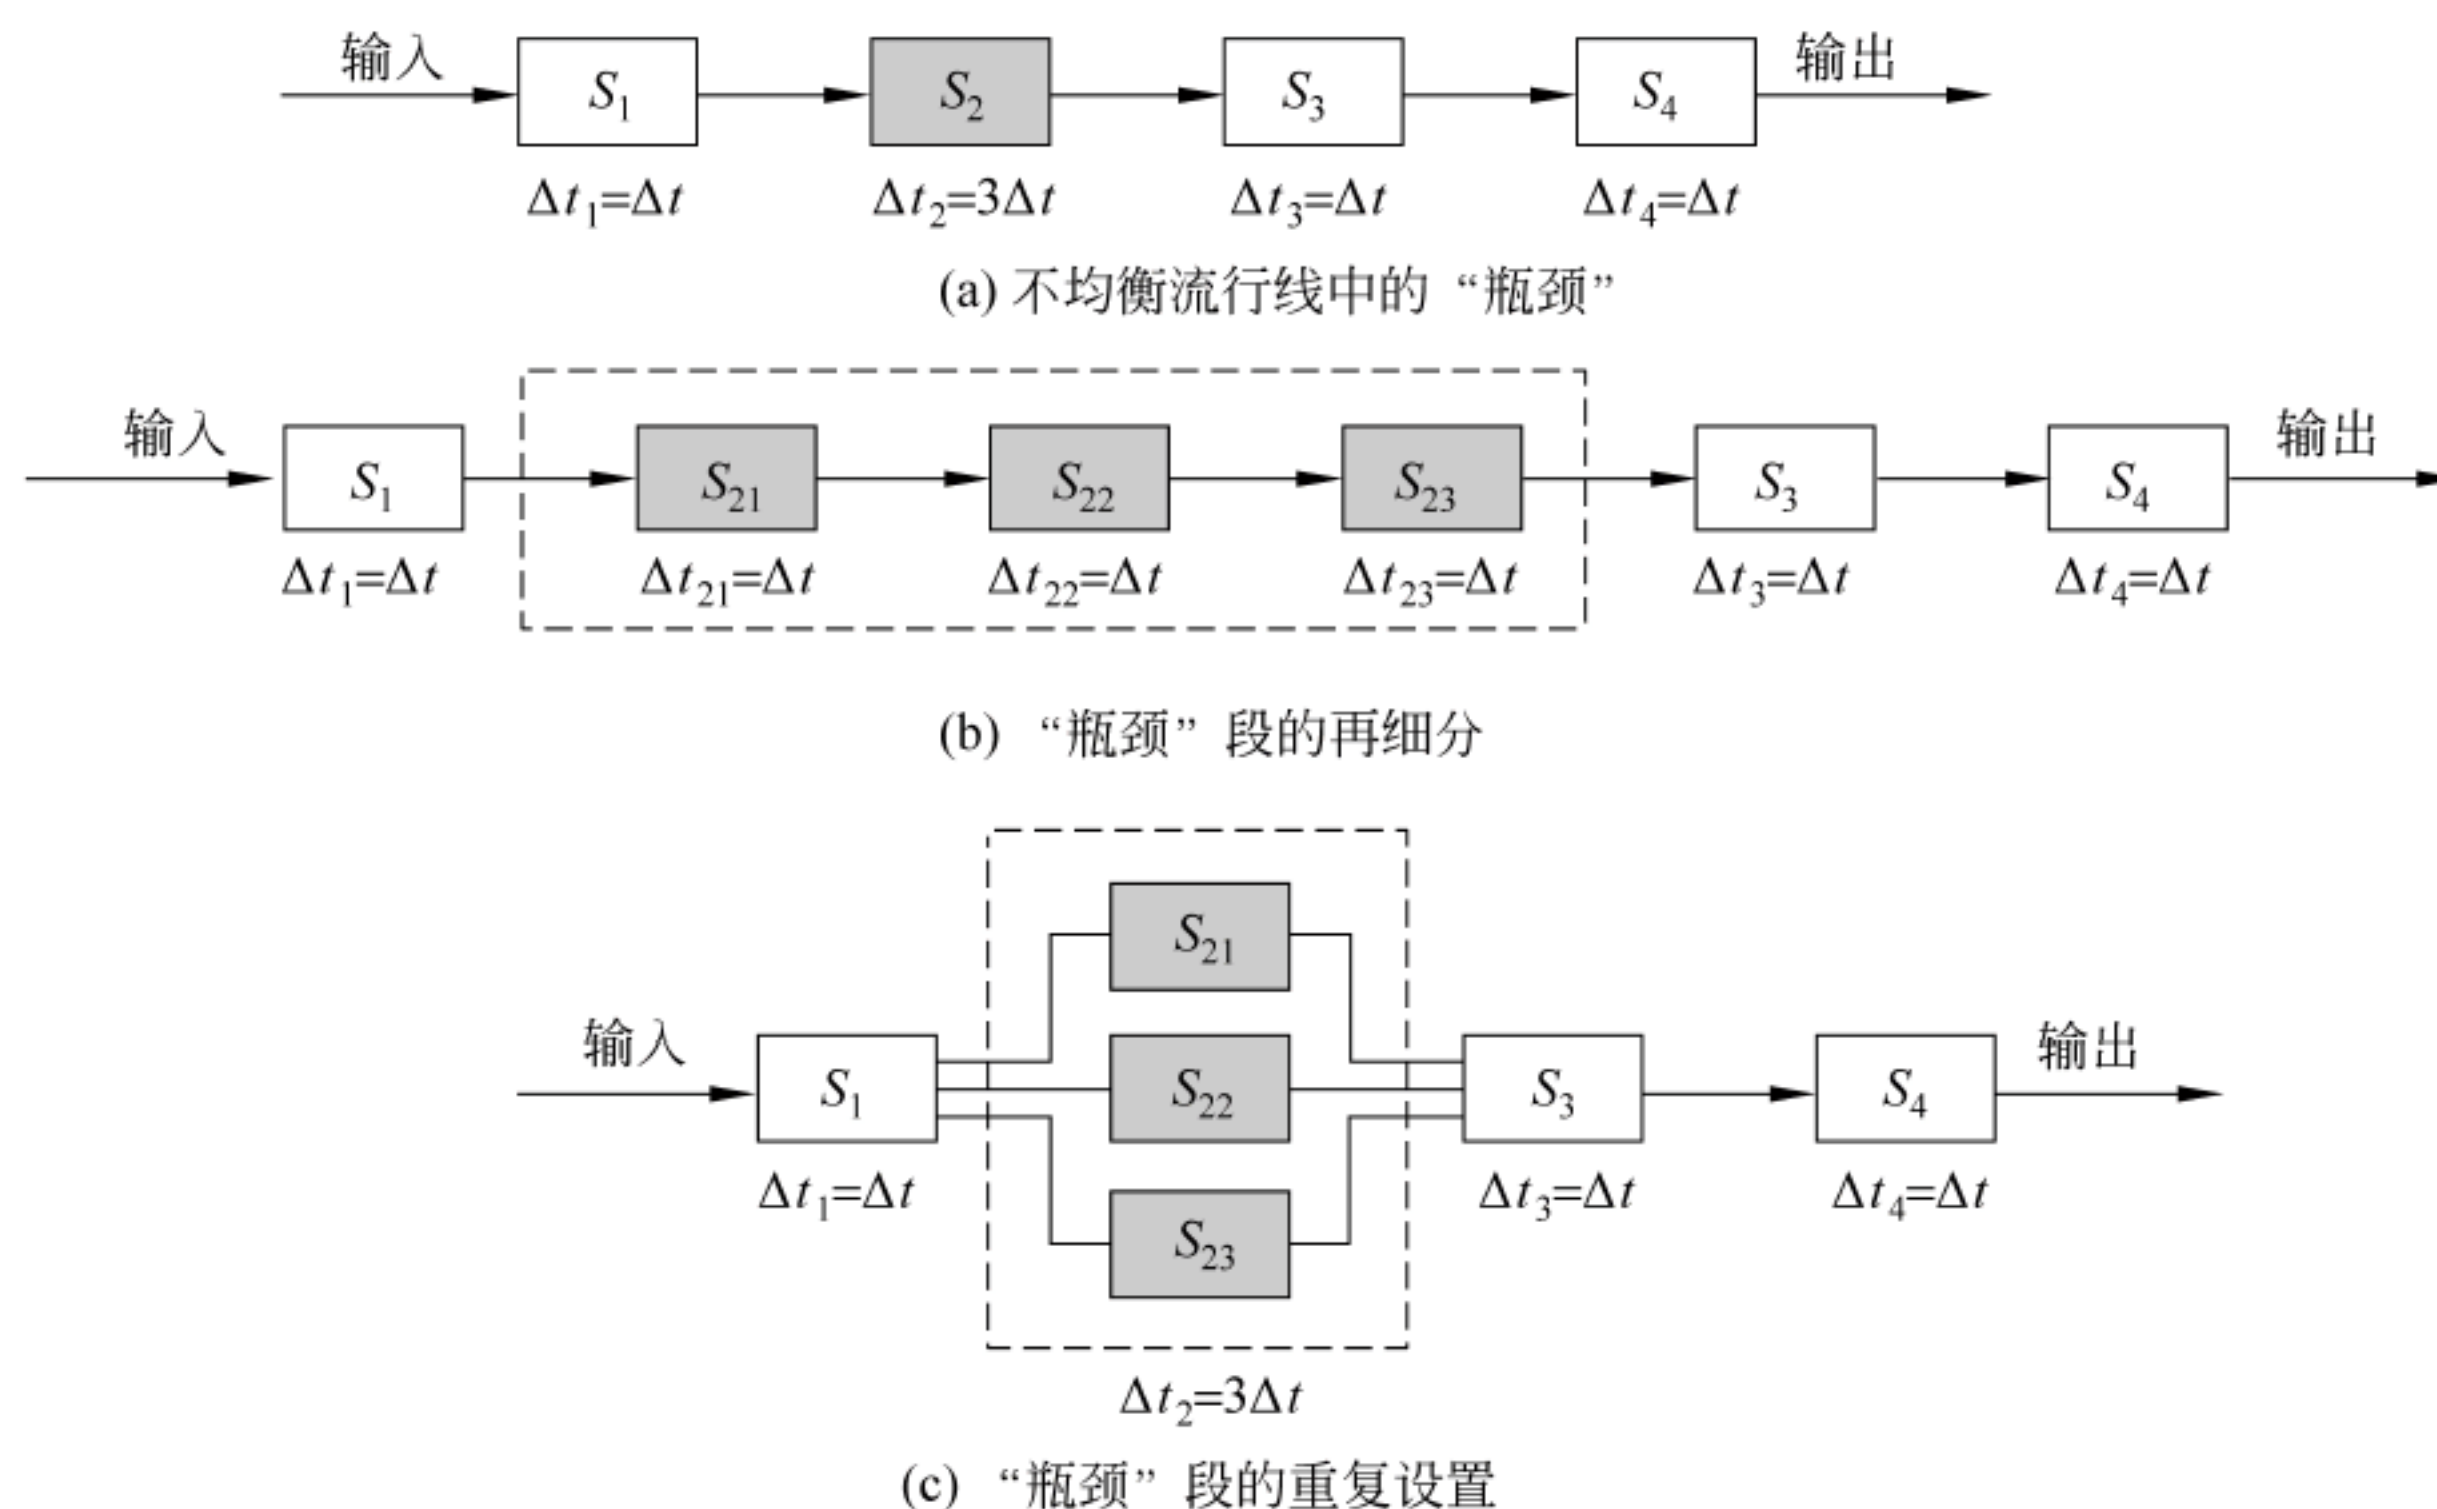 输入 S1 S2 S3 S4 输出
Δt1=Δt Δt2=3Δt Δt3=Δt Δt4=Δt
(a) 不均衡流行线中的“瓶颈”
输入 S1 S21 S22 S23 S3 S4 输出
Δt1=Δt Δt21=Δt Δt22=Δt Δt23=Δt Δt3=Δt Δt4=Δt
(b) “瓶颈”段的再细分
S21
输入 S1 S22 S3 S4 输出
Δt1=Δt Δt3=Δt Δt4=Δt
S23
Δt2=3Δt
(c) “瓶颈”段的重复设置